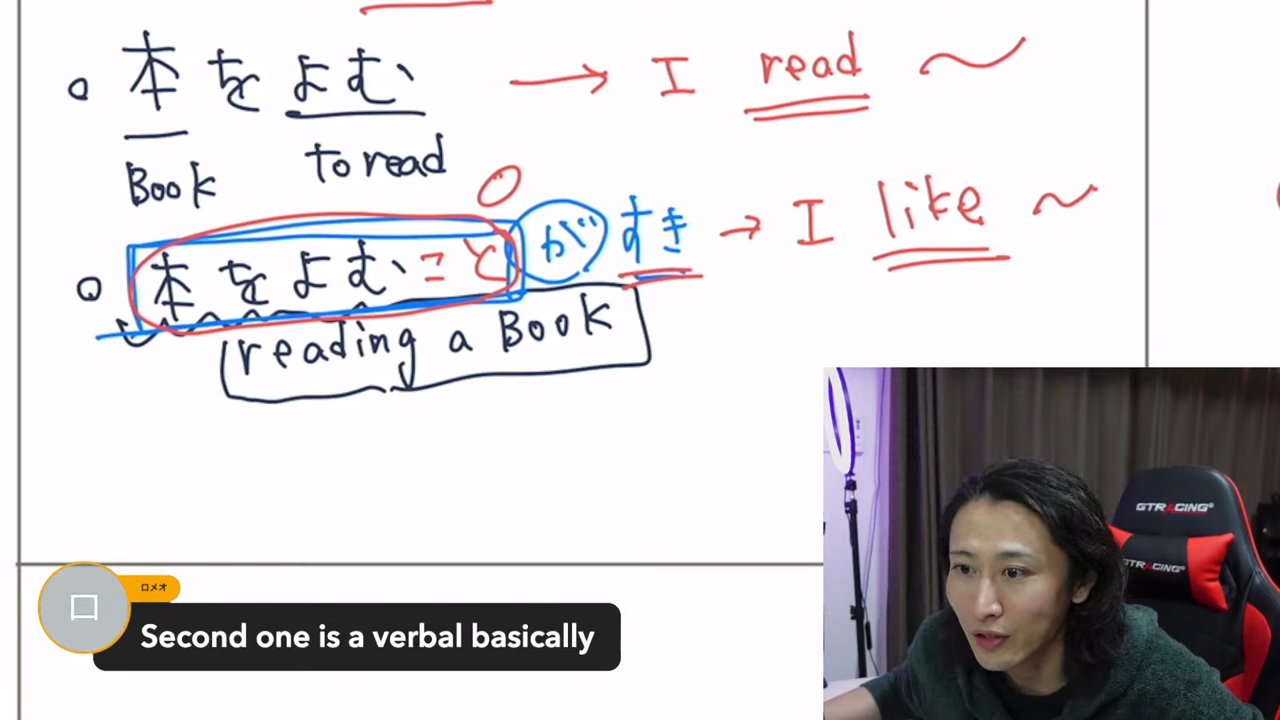 本をよむ → I read ~
Book to read
本をよむことがすき → I like ~
reading a Book
ロメオ
ロ
Second one is a verbal basically
GTRACING
GTRACING